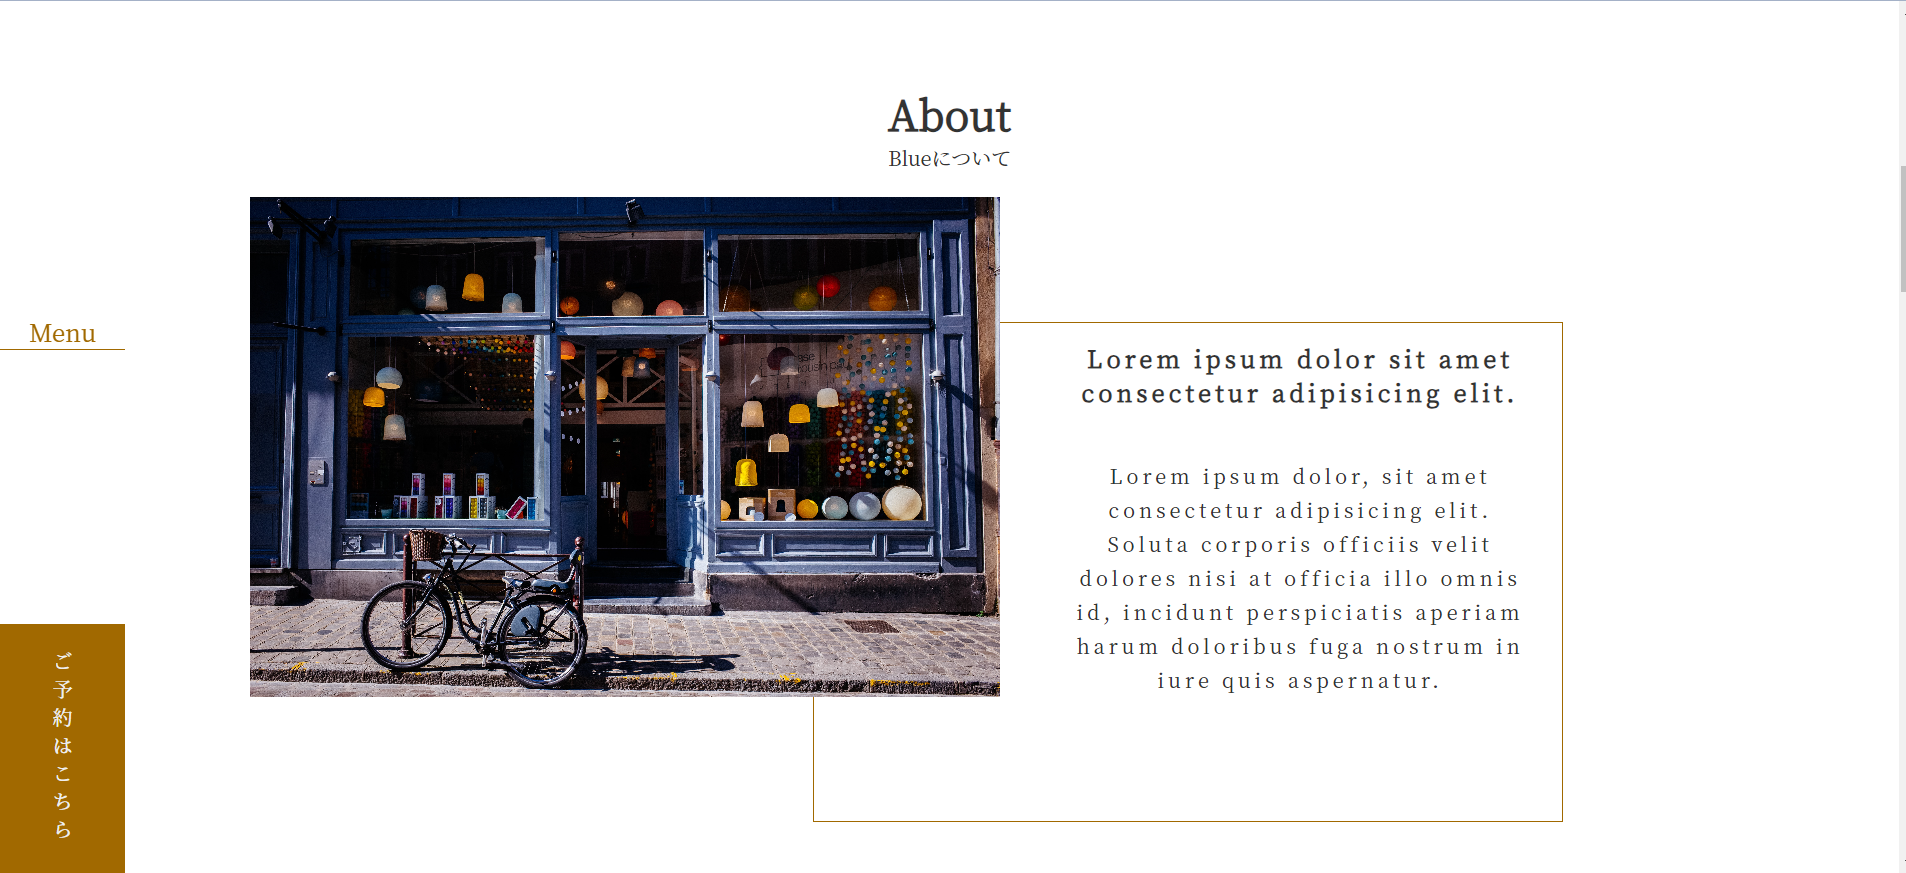 About
Blueについて
Menu
Lorem ipsum dolor sit amet
consectetur adipisicing elit.
Lorem ipsum dolor, sit amet
consectetur adipisicing elit.
Soluta corporis officiis velit
dolores nisi at officia illo omnis
id, incidunt perspiciatis aperiam
harum doloribus fuga nostrum in
iure quis aspernatur.
ご予約はこちら